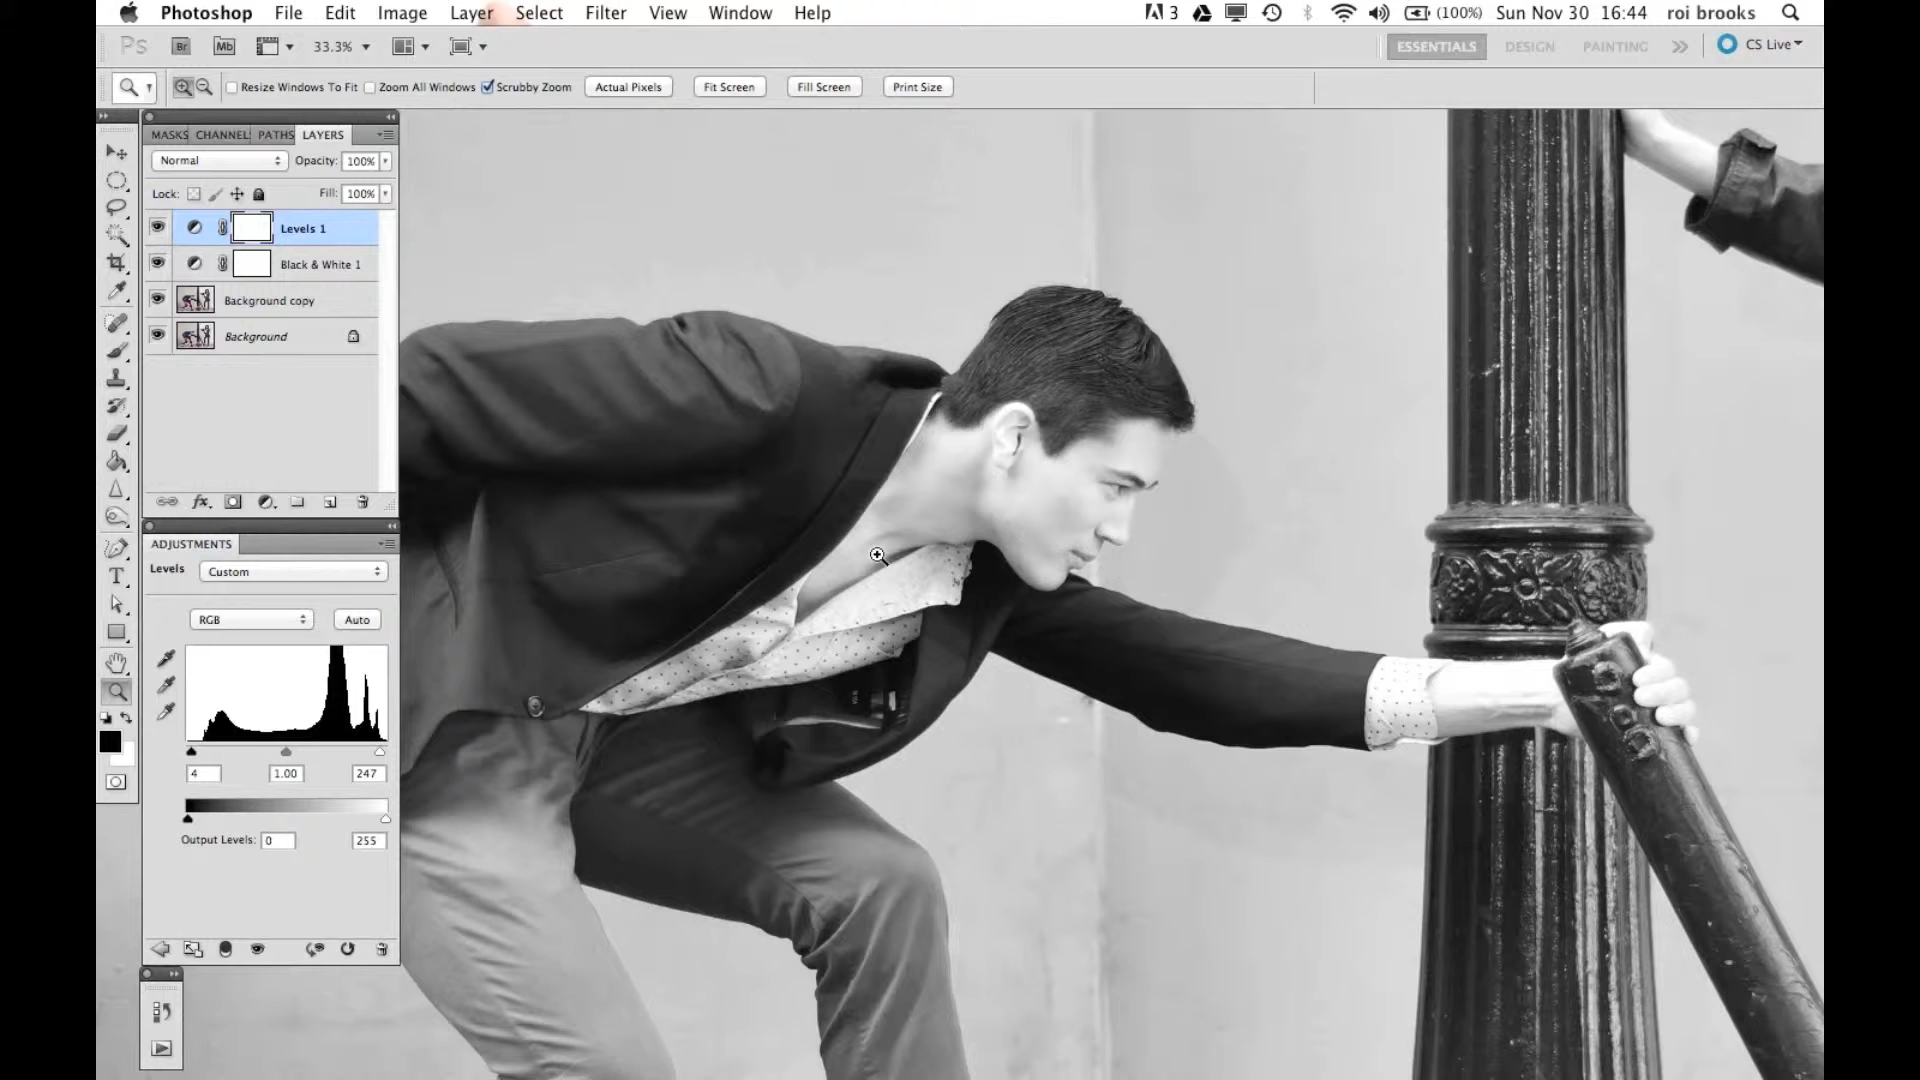 Photoshop File Edit Image Layer Select Filter View Window Help 3 (100%) Sun Nov 30 16:44 roi brooks
Ps Br Mb 33.3% ESSENTIALS DESIGN PAINTING >> CS Live
Resize Windows To Fit Zoom All Windows Scrubby Zoom Actual Pixels Fit Screen Fill Screen Print Size
MASKS CHANNEL PATHS LAYERS
Normal Opacity: 100%
Lock: Fill: 100%
Levels 1
Black & White 1
Background copy
Background
fx
ADJUSTMENTS
Levels Custom
RGB Auto
4 1.00 247
Output Levels: 0 255